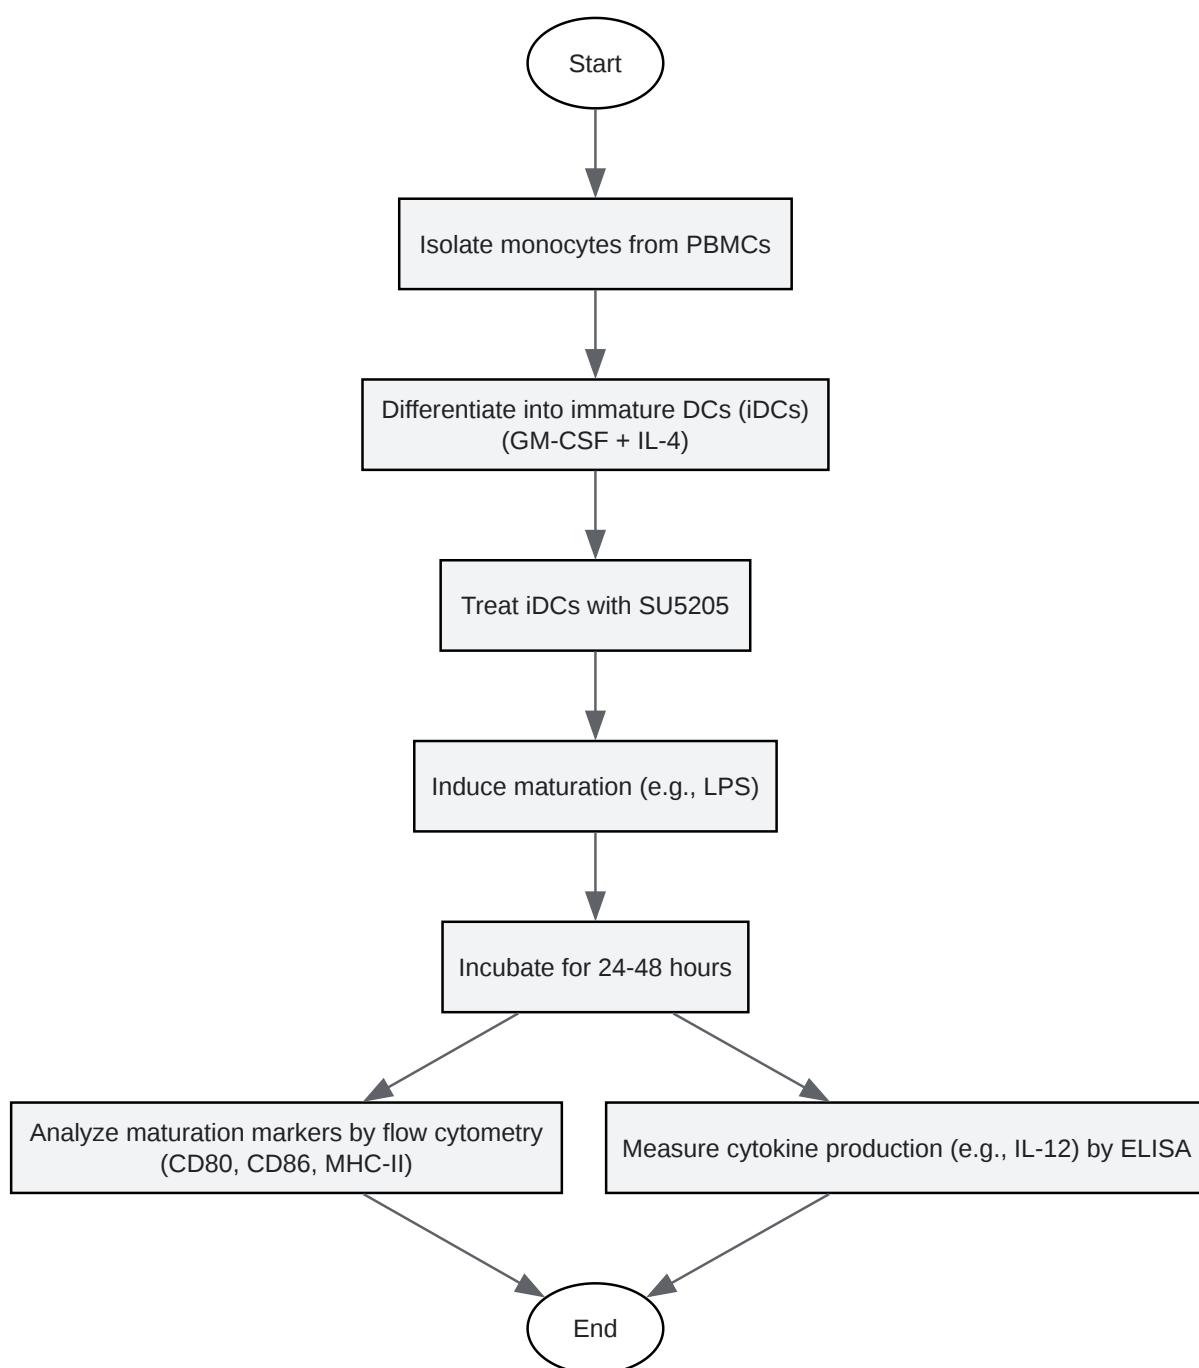 Start
Isolate monocytes from PBMCs
Differentiate into immature DCs (iDCs)
(GM-CSF + IL-4)
Treat iDCs with SU5205
Induce maturation (e.g., LPS)
Incubate for 24-48 hours
Analyze maturation markers by flow cytometry
(CD80, CD86, MHC-II)
Measure cytokine production (e.g., IL-12) by ELISA
End